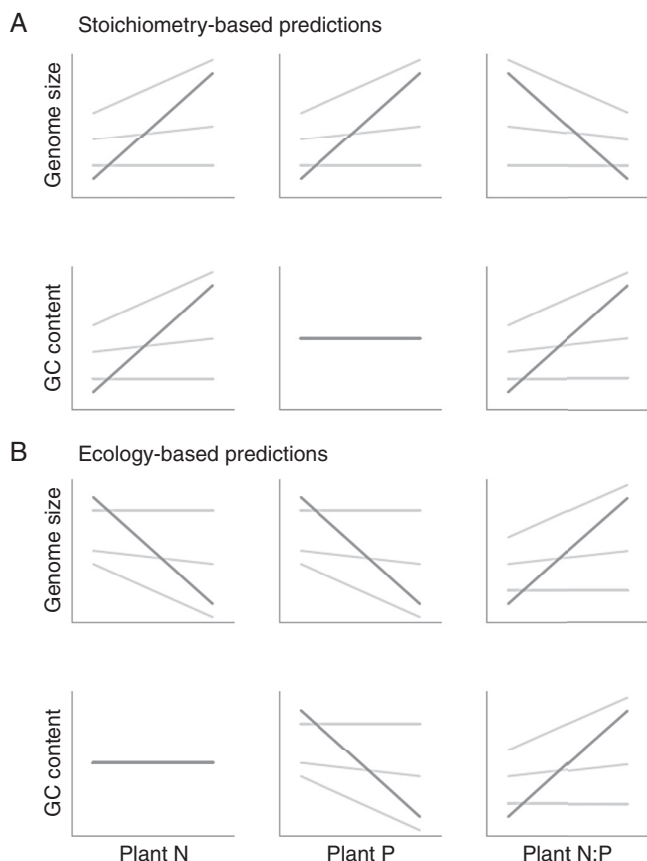 A Stoichiometry-based predictions
Genome size
GC content
B Ecology-based predictions
Genome size
GC content
Plant N
Plant P
Plant N:P